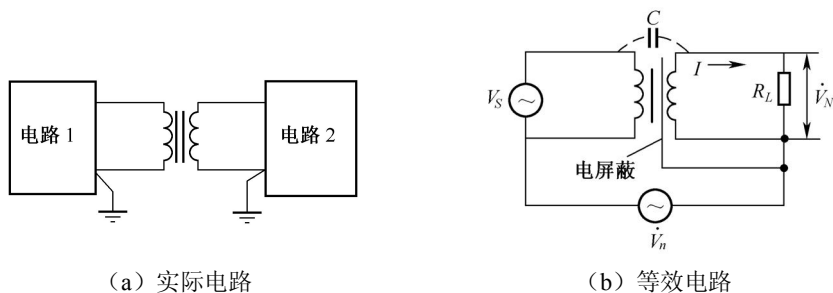 电路 1
电路 2
（a）实际电路
C
I
V_S
R_L
V̇_N
电屏蔽
V̇_n
（b）等效电路